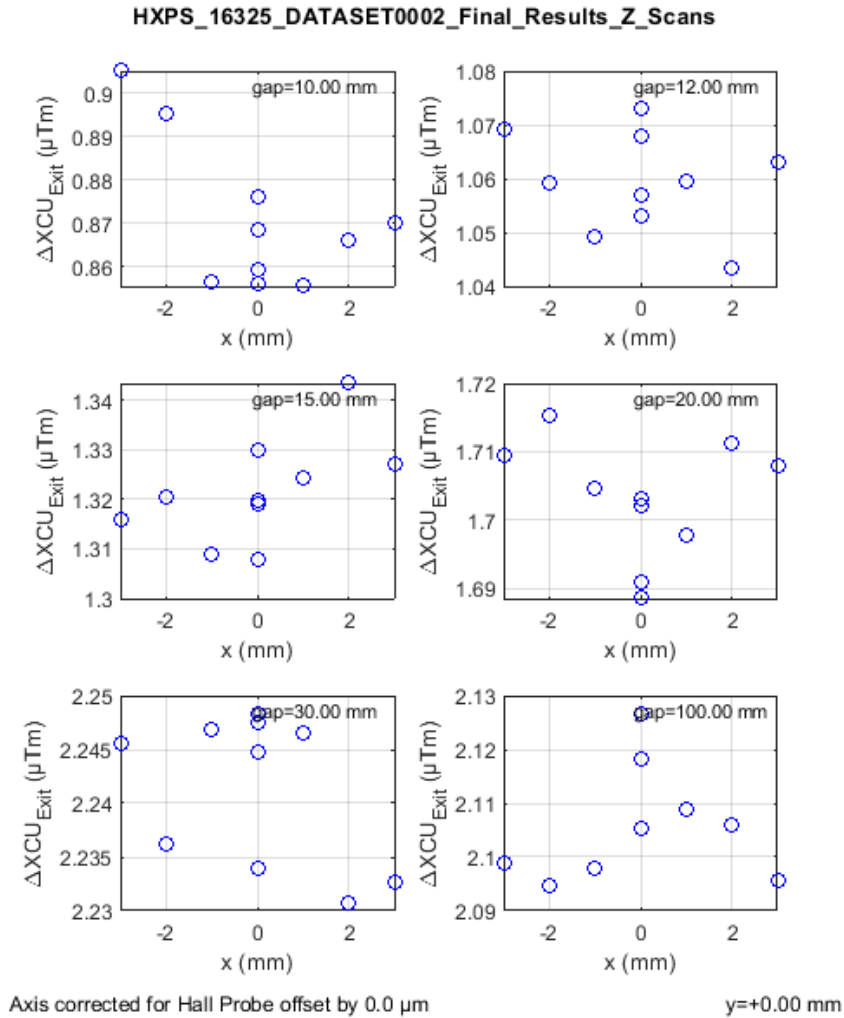 HXPS_16325_DATASET0002_Final_Results_Z_Scans
gap=10.00 mm
0.9
0.89
0.88
0.87
0.86
ΔXCU_Exit (µTm)
-2 0 2
x (mm)
gap=12.00 mm
1.08
1.07
1.06
1.05
1.04
ΔXCU_Exit (µTm)
-2 0 2
x (mm)
gap=15.00 mm
1.34
1.33
1.32
1.31
1.3
ΔXCU_Exit (µTm)
-2 0 2
x (mm)
gap=20.00 mm
1.72
1.71
1.7
1.69
ΔXCU_Exit (µTm)
-2 0 2
x (mm)
gap=30.00 mm
2.25
2.245
2.24
2.235
2.23
ΔXCU_Exit (µTm)
-2 0 2
x (mm)
gap=100.00 mm
2.13
2.12
2.11
2.1
2.09
ΔXCU_Exit (µTm)
-2 0 2
x (mm)
Axis corrected for Hall Probe offset by 0.0 µm
y=+0.00 mm